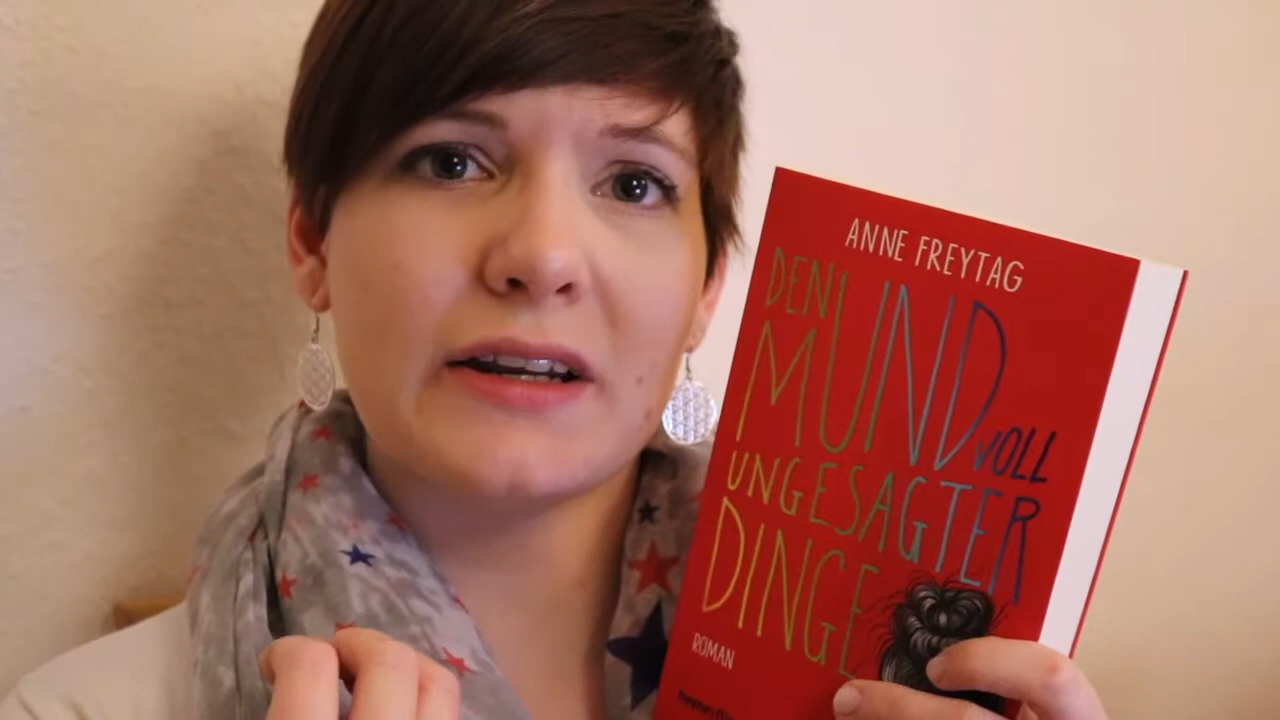 ANNE FREYTAG
DEN
MUND VOLL
UNGESAGTER
DINGE
ROMAN